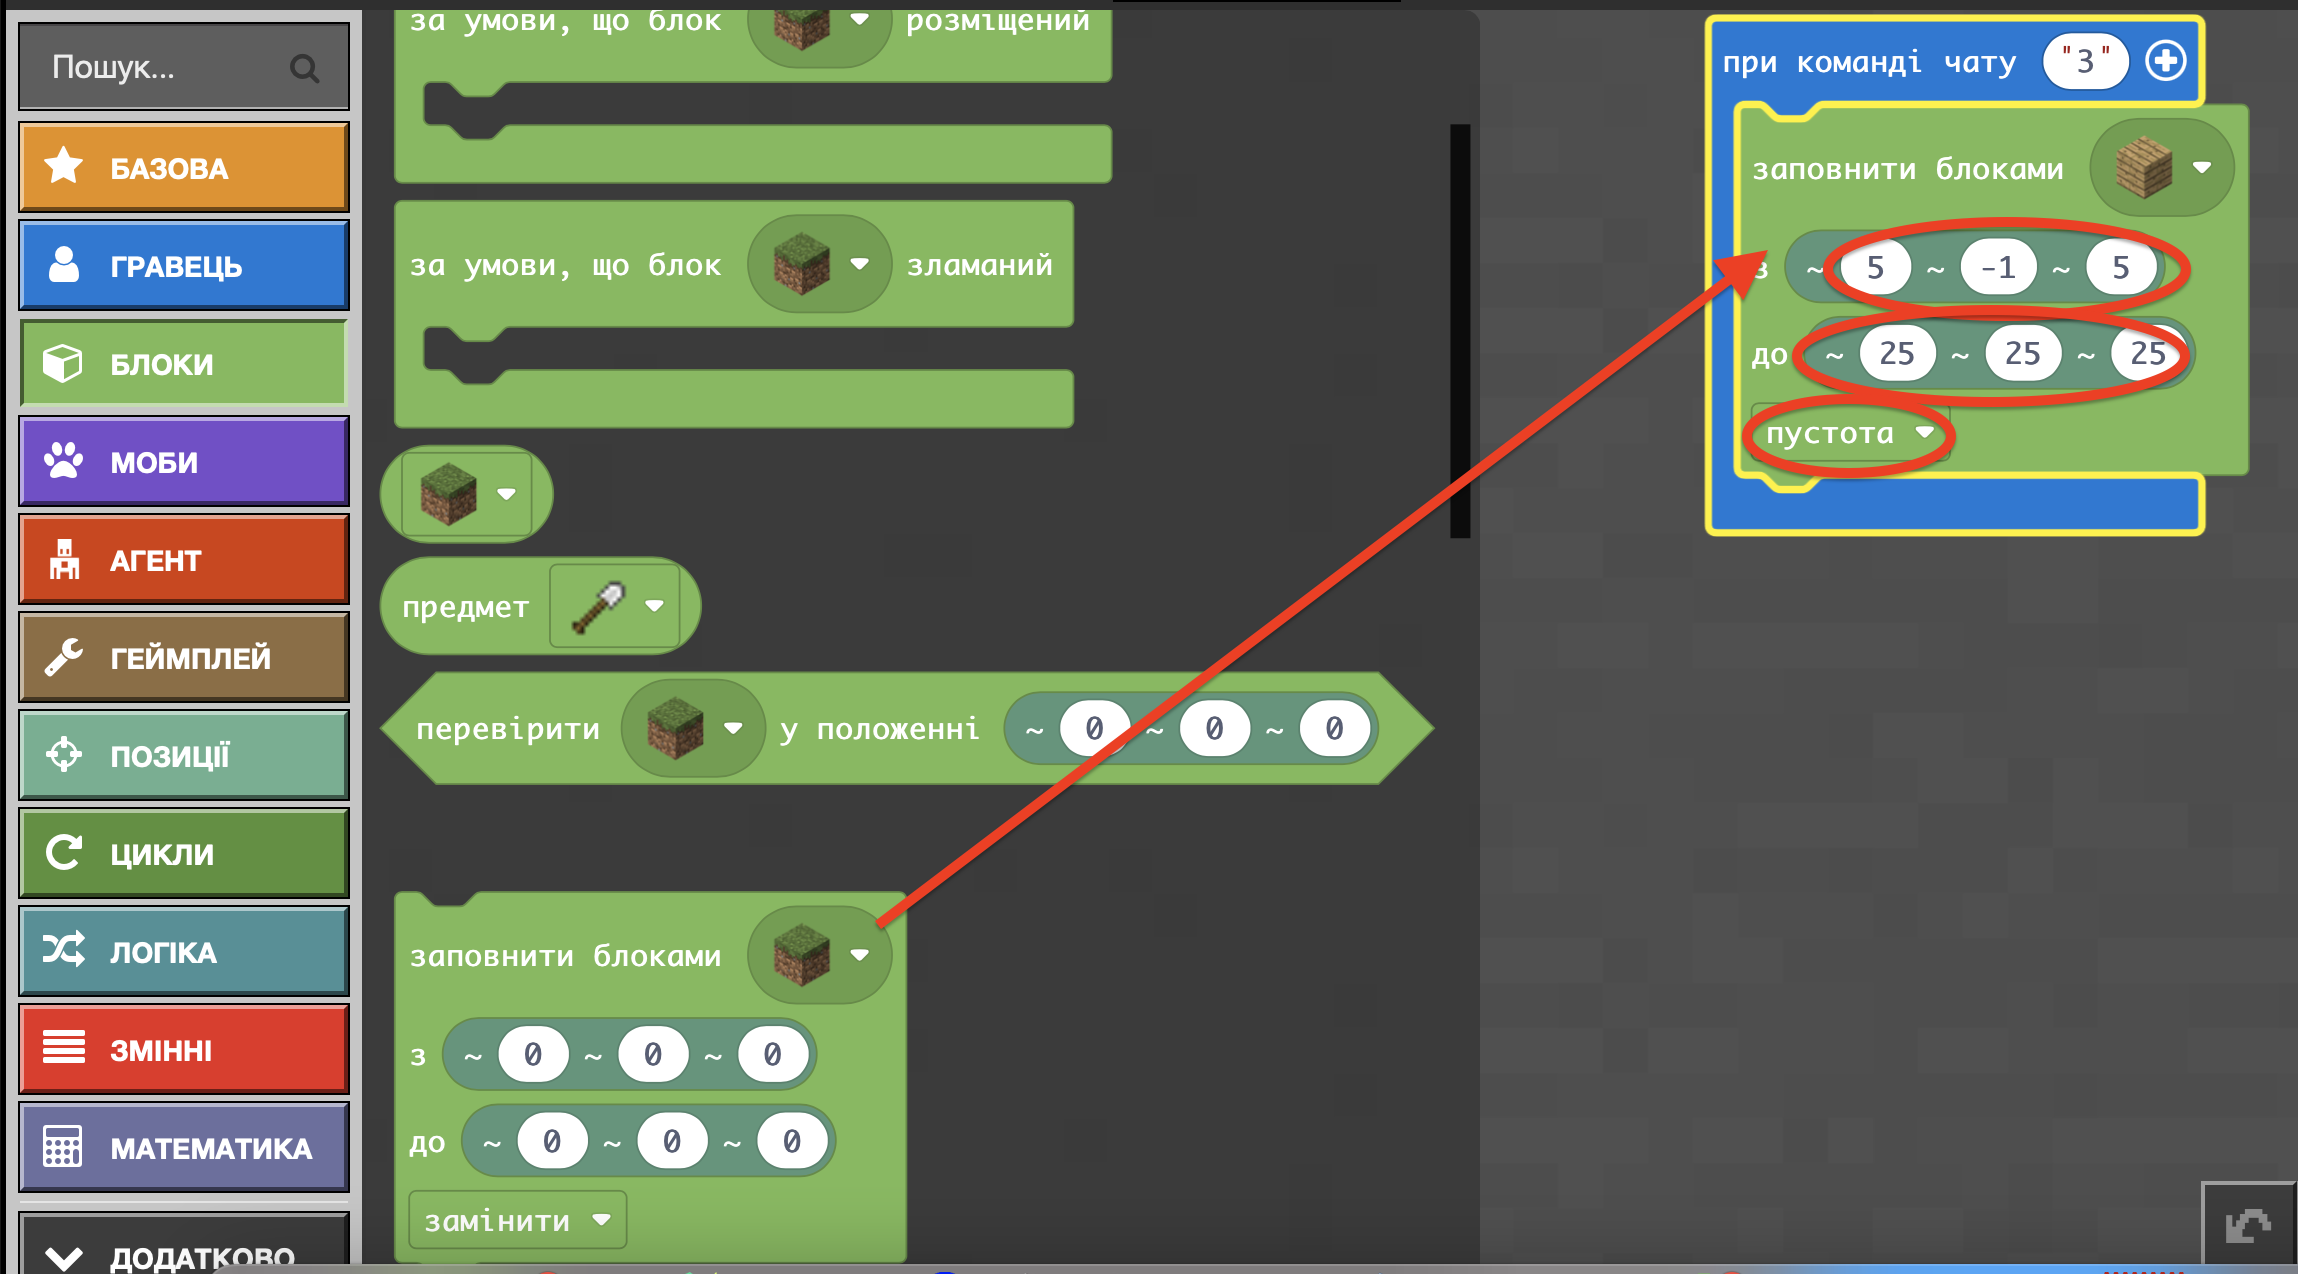 Пошук...
БАЗОВА
ГРАВЕЦЬ
БЛОКИ
МОБИ
АГЕНТ
ГЕЙМПЛЕЙ
ПОЗИЦІЇ
ЦИКЛИ
ЛОГІКА
ЗМІННІ
МАТЕМАТИКА
ДОДАТКОВО
за умови, що блок розміщений
за умови, що блок зламаний
предмет
перевірити у положенні ~ 0 ~ 0 ~ 0
заповнити блоками
з ~ 0 ~ 0 ~ 0
до ~ 0 ~ 0 ~ 0
замінити
при команді чату "3"
заповнити блоками
з ~ 5 ~ -1 ~ 5
до ~ 25 ~ 25 ~ 25
пустота